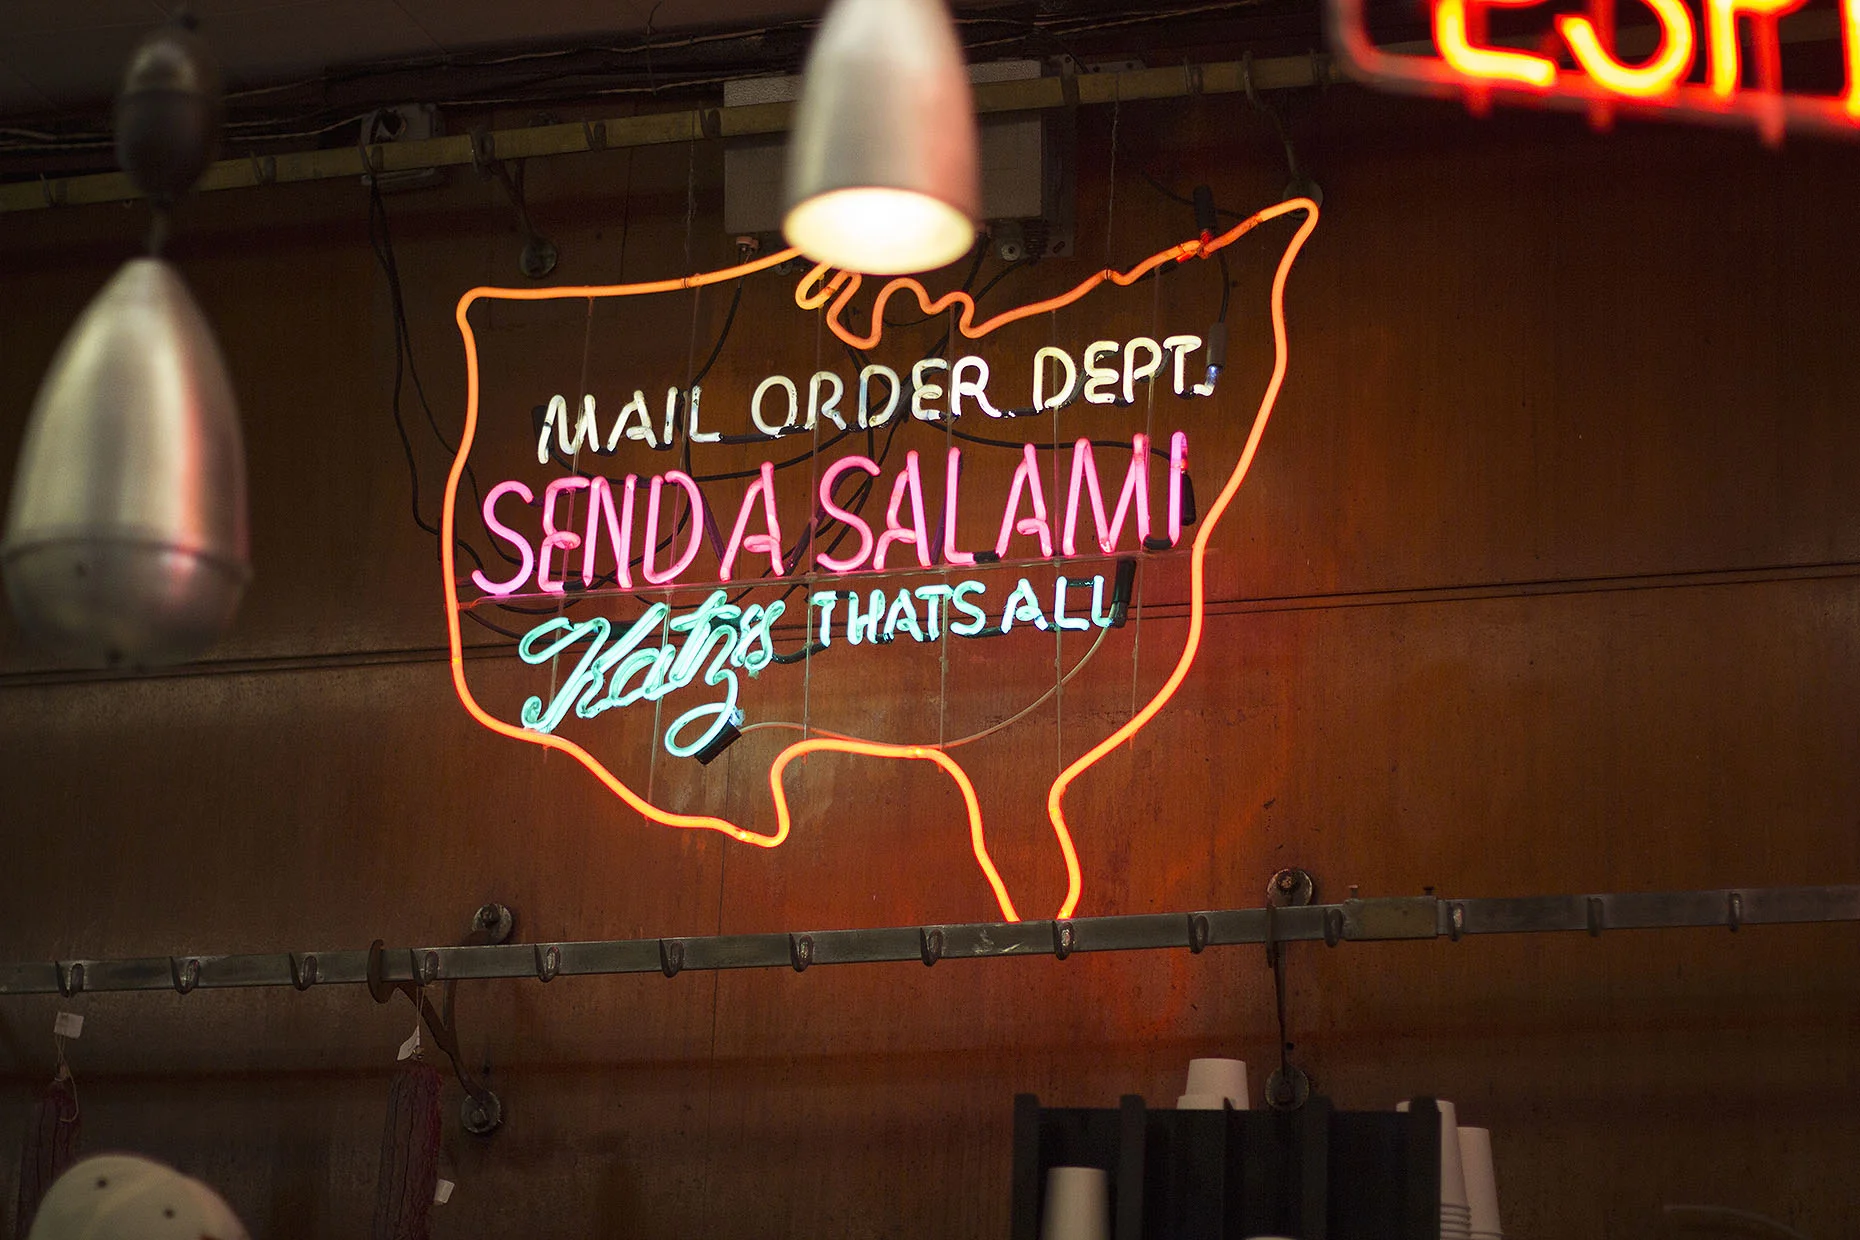 MAIL ORDER DEPT.
SEND A SALAMI
Katz's THATS ALL